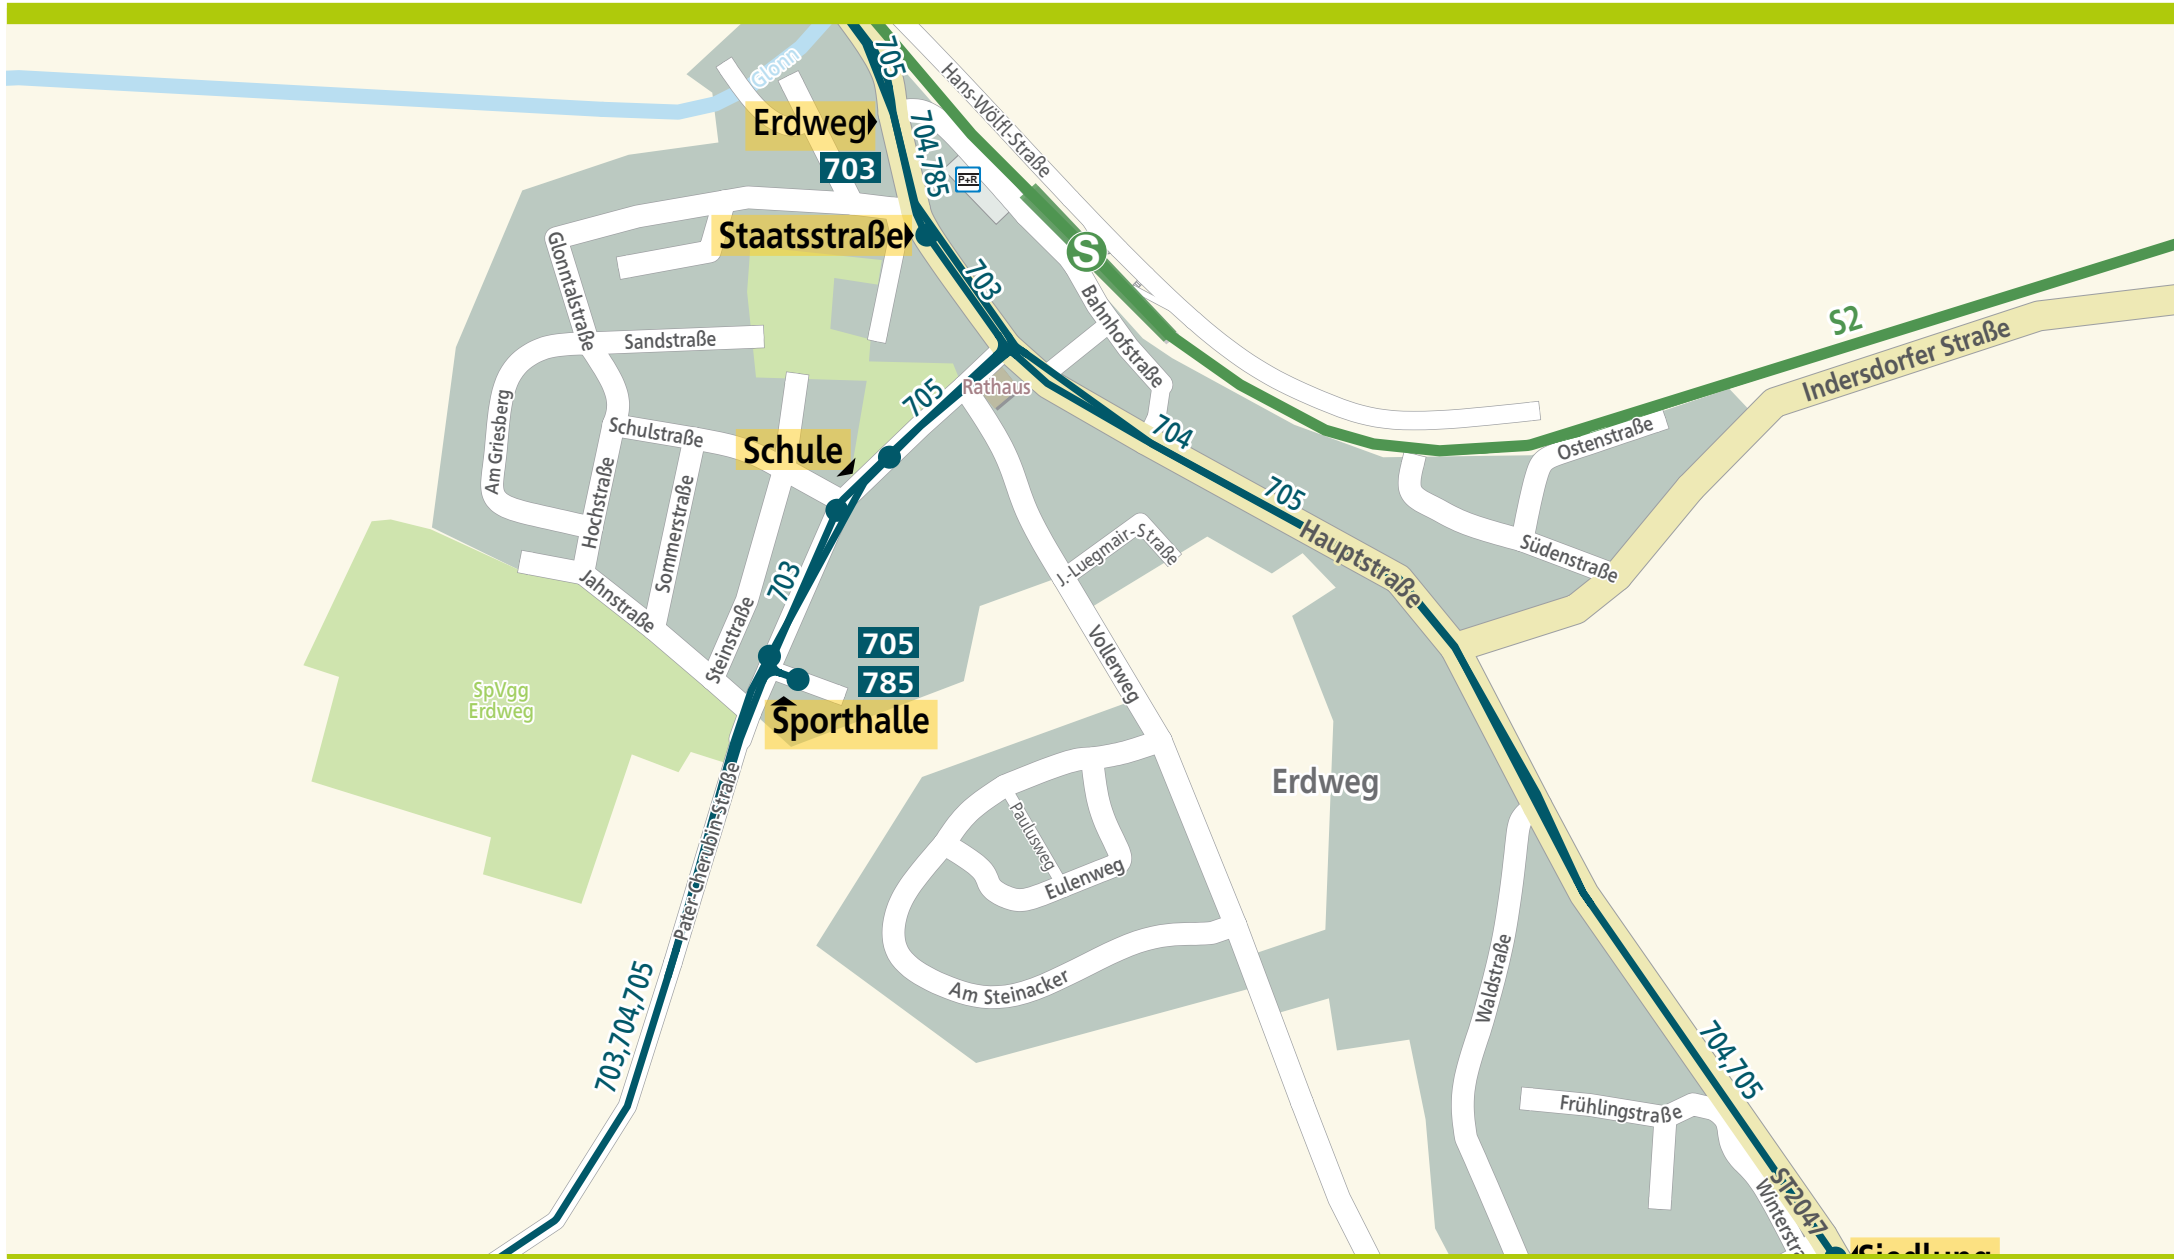 705
Glonn
Hans-Wölfl-Straße
Erdweg
703
704,785
P+R
Staatsstraße
S
703
Glonntalstraße
Bahnhofstraße
S2
Indersdorfer Straße
Sandstraße
Rathaus
705
Am Griesberg
Schulstraße
Schule
704
Ostenstraße
Hochstraße
Sommerstraße
705
Hauptstraße
J.-Luegmair-Straße
Südenstraße
703
Jahnstraße
Steinstraße
705
785
Sporthalle
Vollerweg
SpVgg
Erdweg
Erdweg
Pater-Cherubin-Straße
Paulusweg
Eulenweg
Am Steinacker
Waldstraße
703,704,705
704,705
Frühlingstraße
ST2047
Winterstra
Siedlung